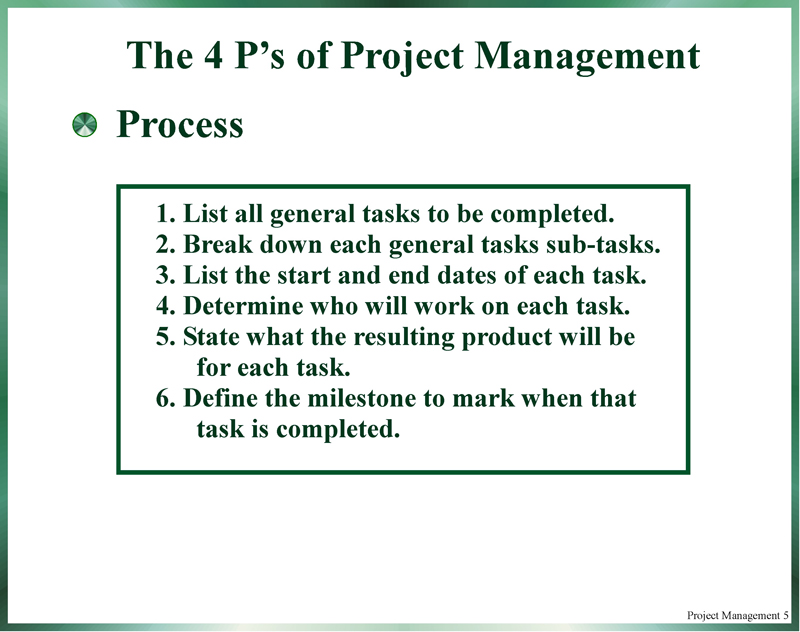 The 4 P’s of Project Management
Process
1. List all general tasks to be completed.
2. Break down each general tasks sub-tasks.
3. List the start and end dates of each task.
4. Determine who will work on each task.
5. State what the resulting product will be
for each task.
6. Define the milestone to mark when that
task is completed.
Project Management 5